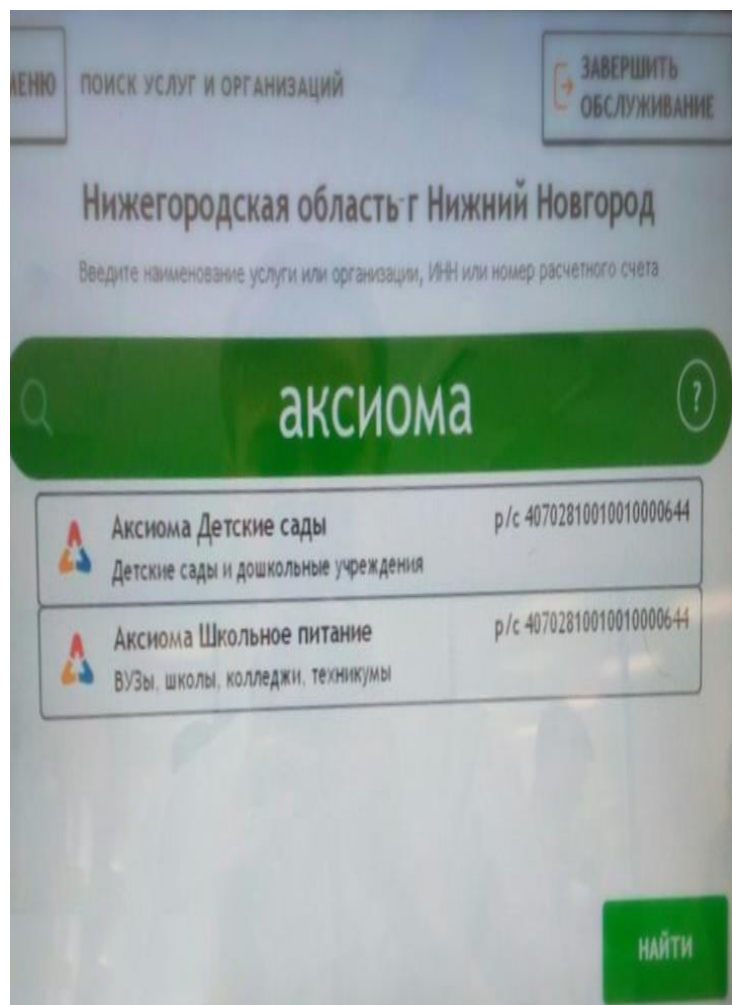 ПОИСК УСЛУГ И ОРГАНИЗАЦИЙ
ЗАВЕРШИТЬ
ОБСЛУЖИВАНИЕ
Нижегородская область г Нижний Новгород
Введите наименование услуги или организации, ИНН или номер расчетного счета
аксиома
?
Аксиома Детские сады
р/с 40702810010010000644
Детские сады и дошкольные учреждения
Аксиома Школьное питание
р/с 40702810010010000644
ВУЗы, школы, колледжи, техникумы
НАЙТИ